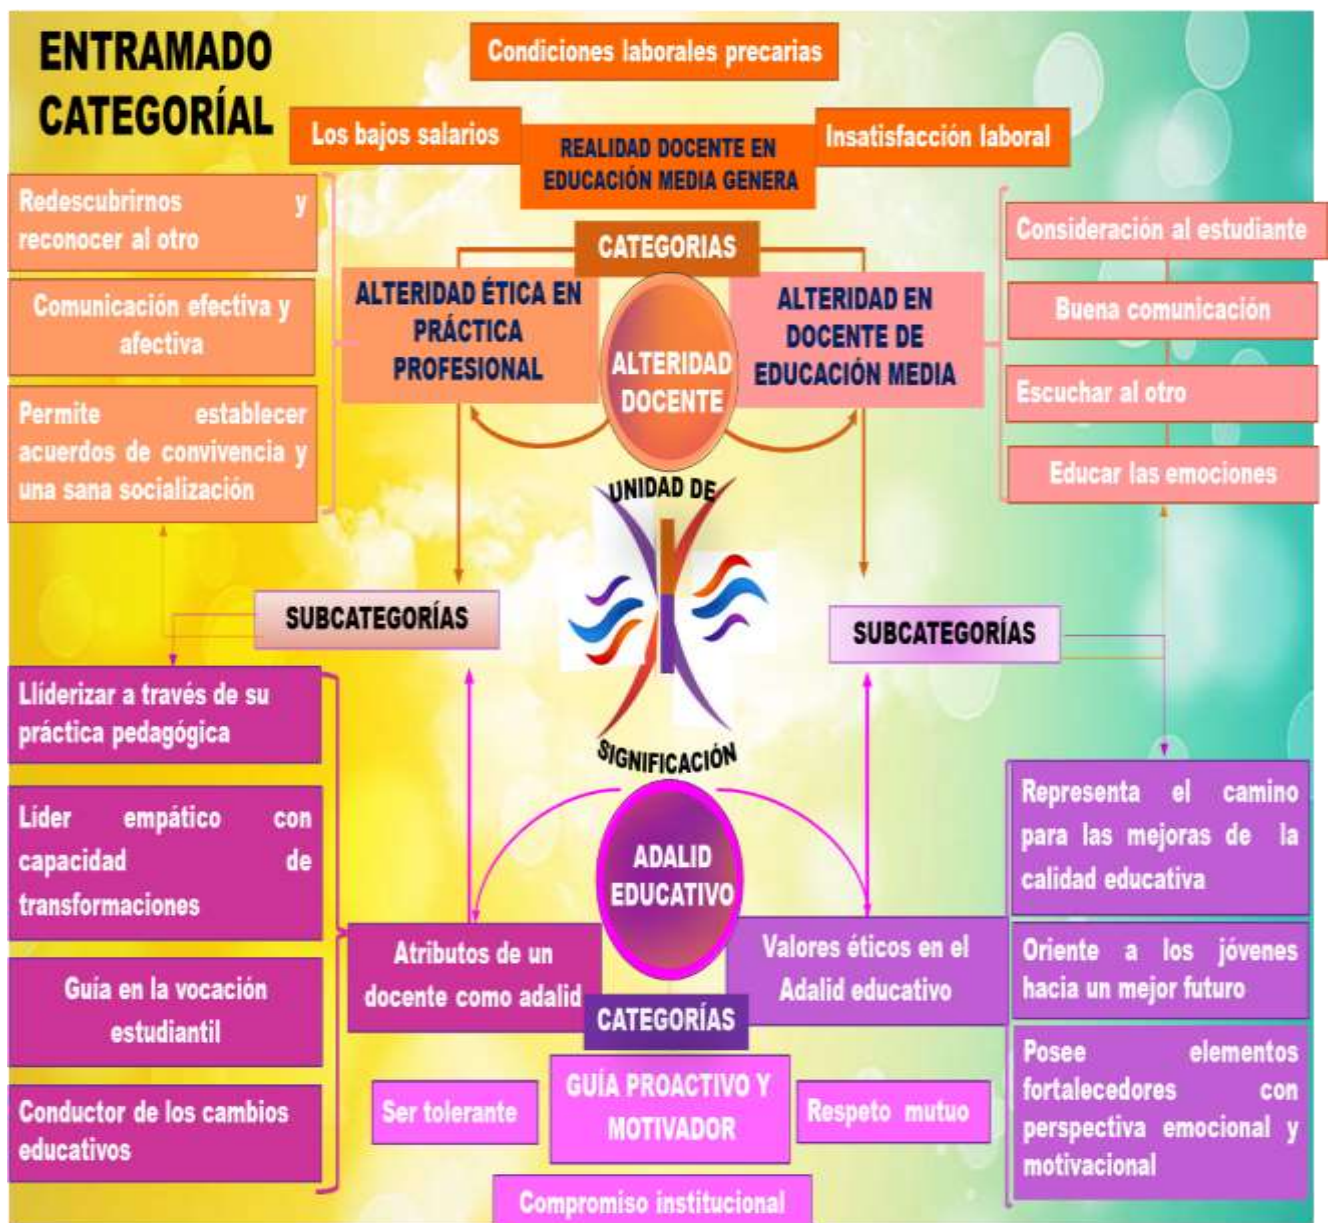 ENTRAMADO
CATEGORÍAL
Condiciones laborales precarias
Los bajos salarios
REALIDAD DOCENTE EN
EDUCACIÓN MEDIA GENERA
Insatisfacción laboral
CATEGORIAS
Redescubrirnos y
reconocer al otro
Comunicación efectiva y
afectiva
Permite establecer
acuerdos de convivencia y
una sana socialización
ALTERIDAD ÉTICA EN
PRÁCTICA
PROFESIONAL
ALTERIDAD
DOCENTE
ALTERIDAD EN
DOCENTE DE
EDUCACIÓN MEDIA
Consideración al estudiante
Buena comunicación
Escuchar al otro
Educar las emociones
UNIDAD DE
SIGNIFICACIÓN
SUBCATEGORÍAS
SUBCATEGORÍAS
Llíderizar a través de su
práctica pedagógica
Líder empático con
capacidad de
transformaciones
Guía en la vocación
estudiantil
Conductor de los cambios
educativos
Atributos de un
docente como adalid
ADALID
EDUCATIVO
Valores éticos en el
Adalid educativo
CATEGORÍAS
Representa el camino
para las mejoras de la
calidad educativa
Oriente a los jóvenes
hacia un mejor futuro
Posee elementos
fortalecedores con
perspectiva emocional y
motivacional
Ser tolerante
GUÍA PROACTIVO Y
MOTIVADOR
Respeto mutuo
Compromiso institucional